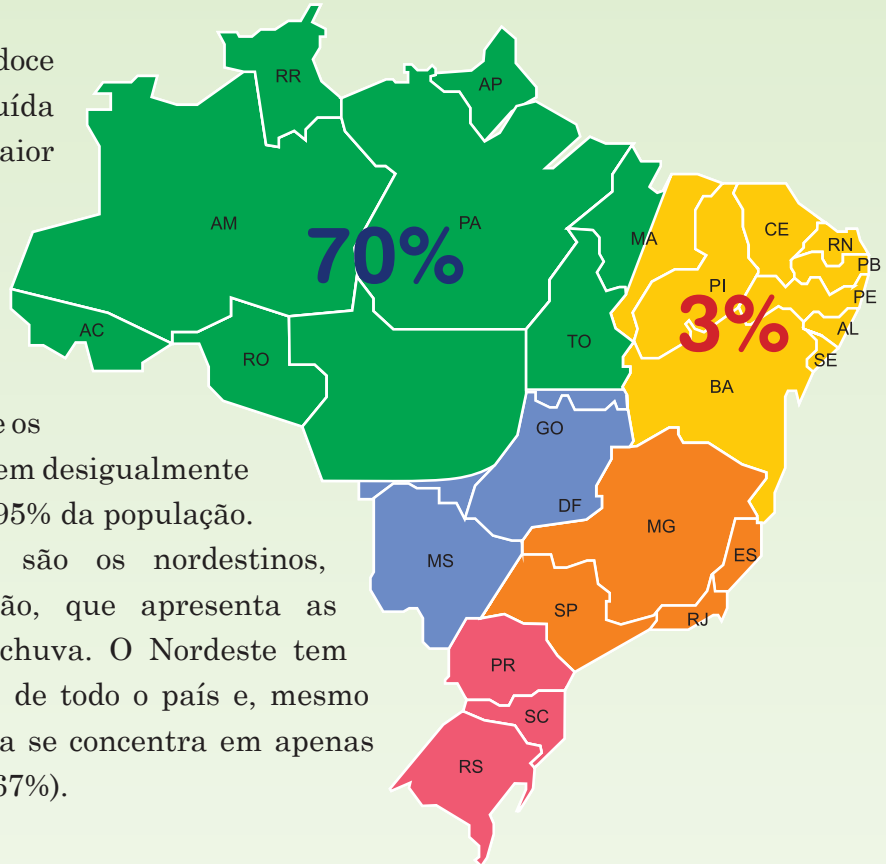 doce
uída
aior
e os
em desigualmente
95% da população.
são os nordestinos,
ão, que apresenta as
chuva. O Nordeste tem
de todo o país e, mesmo
a se concentra em apenas
67%).
RR
AP
AM
PA
70%
MA
CE
RN
PB
PI
PE
3%
AL
SE
AC
RO
TO
BA
GO
DF
MG
MS
ES
SP
RJ
PR
SC
RS